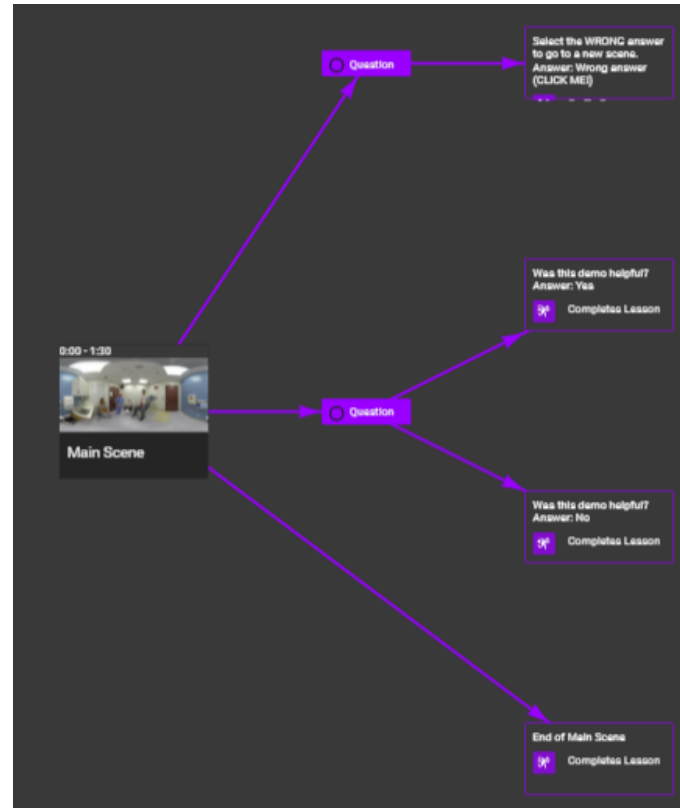 Select the WRONG answer
to go to a new scene.
Answer: Wrong answer
(CLICK ME!)
Question
Was this demo helpful?
Answer: Yes
Completes Lesson
0:00 - 1:30
Main Scene
Question
Was this demo helpful?
Answer: No
Completes Lesson
End of Main Scene
Completes Lesson